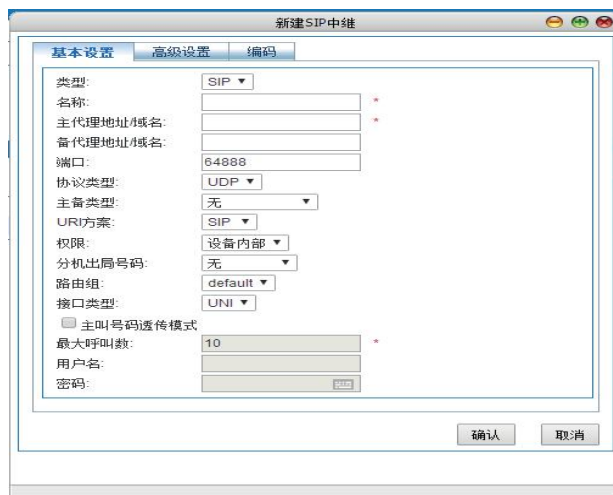 新建SIP中继
基本设置 高级设置 编码
类型: SIP
名称: *
主代理地址/域名: *
备代理地址/域名:
端口: 64888
协议类型: UDP
主备类型: 无
URI方案: SIP
权限: 设备内部
分机出局号码: 无
路由组: default
接口类型: UNI
主叫号码透传模式
最大呼叫数: 10 *
用户名:
密码:
确认 取消